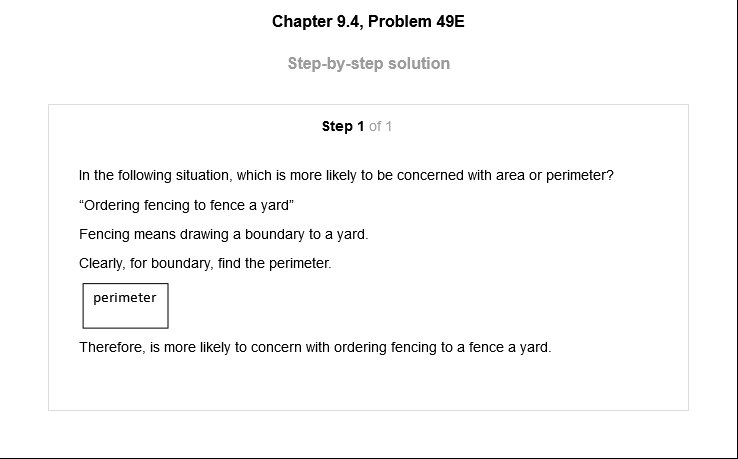 Chapter 9.4, Problem 49E
Step-by-step solution
Step 1 of 1
In the following situation, which is more likely to be concerned with area or perimeter?
“Ordering fencing to fence a yard”
Fencing means drawing a boundary to a yard.
Clearly, for boundary, find the perimeter.
perimeter
Therefore, is more likely to concern with ordering fencing to a fence a yard.